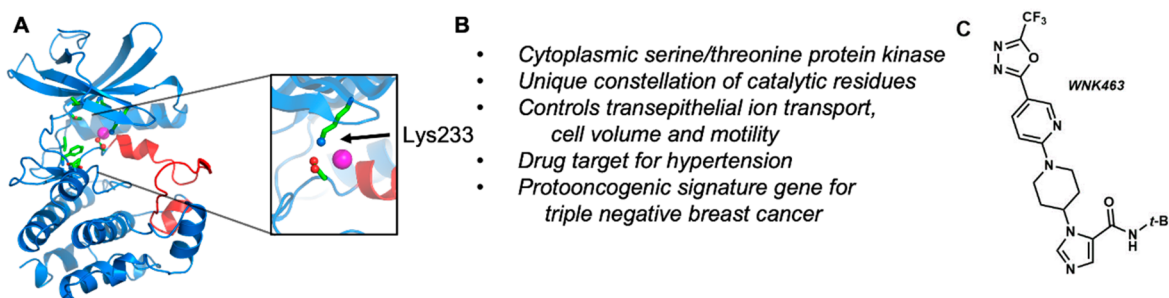 A
Lys233
B
• Cytoplasmic serine/threonine protein kinase
• Unique constellation of catalytic residues
• Controls transepithelial ion transport,
cell volume and motility
• Drug target for hypertension
• Protooncogenic signature gene for
triple negative breast cancer
C
CF3
N
N
O
WNK463
N
N
O
N
N
H
t-B
N